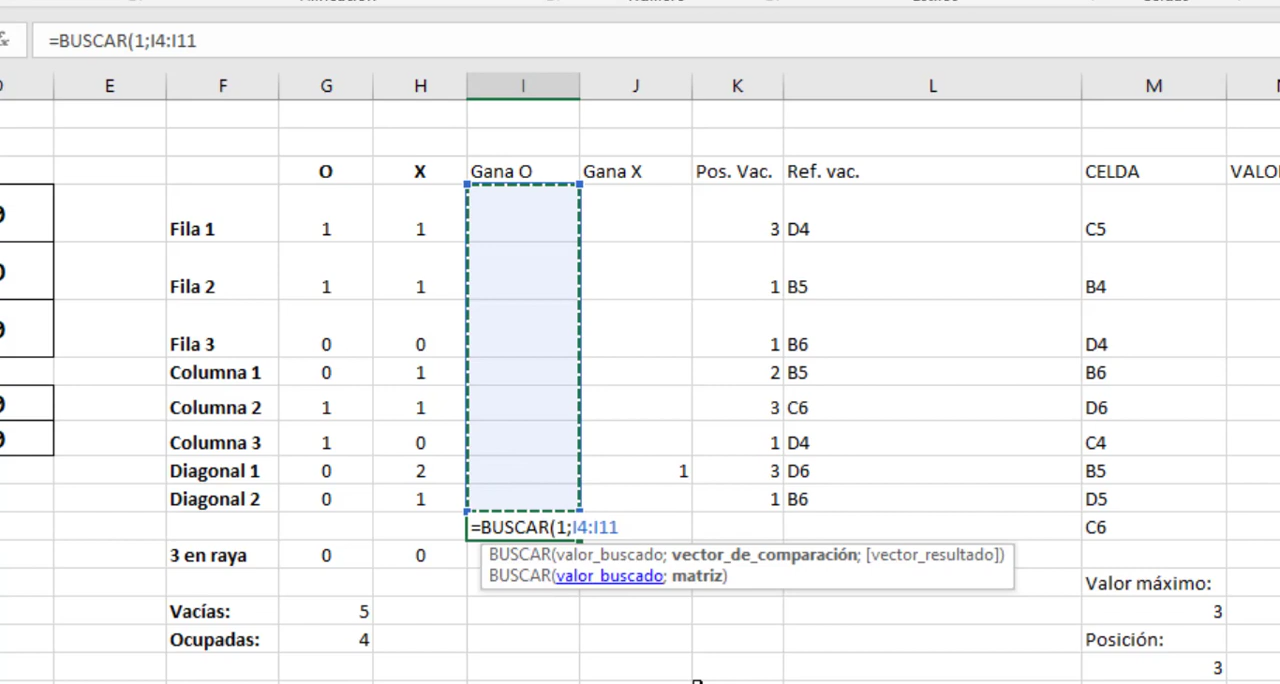 =BUSCAR(1;I4:I11
E F G H I J K L M
O X Gana O Gana X Pos. Vac. Ref. vac. CELDA
Fila 1 1 1 3 D4 C5
Fila 2 1 1 1 B5 B4
Fila 3 0 0 1 B6 D4
Columna 1 0 1 2 B5 B6
Columna 2 1 1 3 C6 D6
Columna 3 1 0 1 D4 C4
Diagonal 1 0 2 1 3 D6 B5
Diagonal 2 0 1 1 B6 D5
=BUSCAR(1;I4:I11 C6
3 en raya 0 0
BUSCAR(valor_buscado; vector_de_comparación; [vector_resultado])
BUSCAR(valor_buscado; matriz)
Valor máximo:
Vacías: 5 3
Ocupadas: 4 Posición:
3